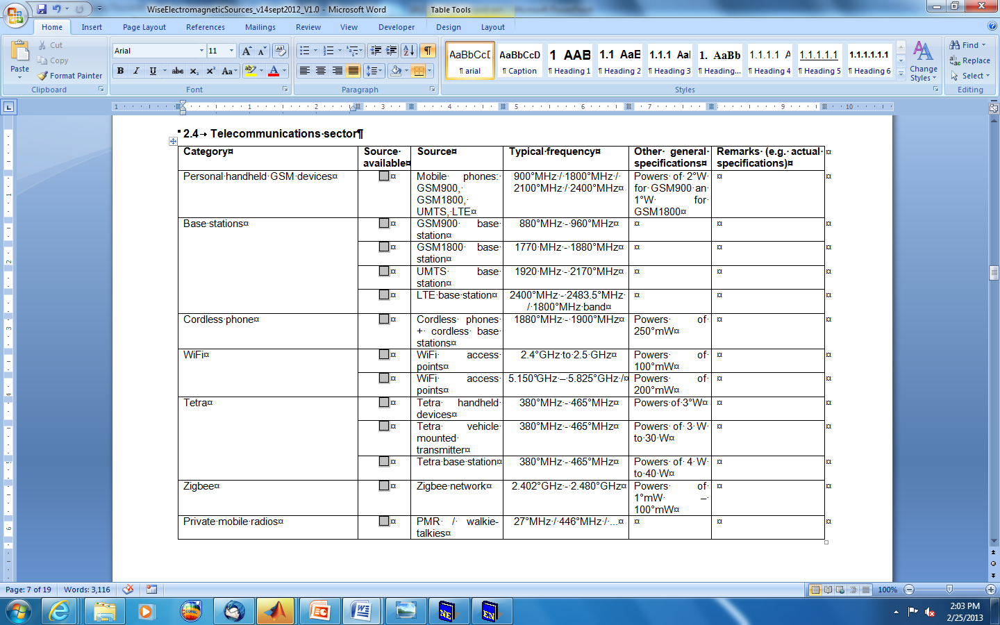 WiseElectromagneticSources_v14sept2012_V1.0 - Microsoft Word
Table Tools
Home Insert Page Layout References Mailings Review View Developer Design Layout
Paste
Cut
Copy
Format Painter
Clipboard
Arial 11
B I U abc x₂ x² Aa
Font
Paragraph
AaBbCcD AaBbCcD 1 AAB 1.1 AaB 1.1.1 Aal 1. AaBb 1.1.1.1 A 1.1.1.1.1 1.1.1.1.1.1
¶ arial ¶ Caption ¶ Heading 1 ¶ Heading 2 ¶ Heading 3 ¶ Heading... ¶ Heading 4 ¶ Heading 5 ¶ Heading 6
Styles
Change
Styles
Find
Replace
Select
Editing
1 1 2 3 4 5 6 7 9 10
2.4→ Telecommunications·sector¶
Category¤
Source·
available¤
Source¤
Typical·frequency¤
Other· general·
specifications¤
Remarks· (e.g.·actual·
specifications)¤
¤
Personal·handheld·GSM·devices¤
¤
Mobile· phones:·
GSM900,·
GSM1800,·
UMTS,·LTE¤
900°MHz·/·1800°MHz·/·
2100°MHz·/·2400°MHz¤
Powers· of· 2°W·
for· GSM900· an·
1°W· for·
GSM1800¤
¤
¤
Base·stations¤
¤
GSM900· base·
station¤
880°MHz·-·960°MHz¤
¤
¤
¤
¤
GSM1800· base·
station¤
1770·MHz·-·1880°MHz¤
¤
¤
¤
¤
UMTS· base·
station¤
1920·MHz·-·2170°MHz¤
¤
¤
¤
¤
LTE·base·station¤
2400°MHz·-·2483.5°MHz·
/·1800°MHz·band¤
¤
¤
¤
Cordless·phone¤
¤
Cordless· phones·
+· cordless· base·
stations¤
1880°MHz·-·1900°MHz¤
Powers· of·
250°mW¤
¤
¤
WiFi¤
¤
WiFi· access·
points¤
2.4°GHz·to·2.5·GHz¤
Powers· of·
100°mW¤
¤
¤
¤
WiFi· access·
points¤
5.150°GHz·–·5.825°GHz·/¤
Powers· of·
200°mW¤
¤
¤
Tetra¤
¤
Tetra· handheld·
devices¤
380°MHz·-·465°MHz¤
Powers·of·3°W¤
¤
¤
¤
Tetra· vehicle·
mounted·
transmitter¤
380°MHz·-·465°MHz¤
Powers· of· 3· W·
to·30·W¤
¤
¤
¤
Tetra·base·station¤
380°MHz·-·465°MHz¤
Powers· of· 4· W·
to·40·W¤
¤
¤
Zigbee¤
¤
Zigbee·network¤
2.402°GHz·-·2.480°GHz¤
Powers· of·
1°mW· –·
100°mW¤
¤
¤
Private·mobile·radios¤
¤
PMR· /· walkie-
talkies¤
27°MHz·/·446°MHz·/·...¤
¤
¤
¤
Page: 7 of 19 Words: 3,116
100%
NE EN
2:03 PM
2/25/2013